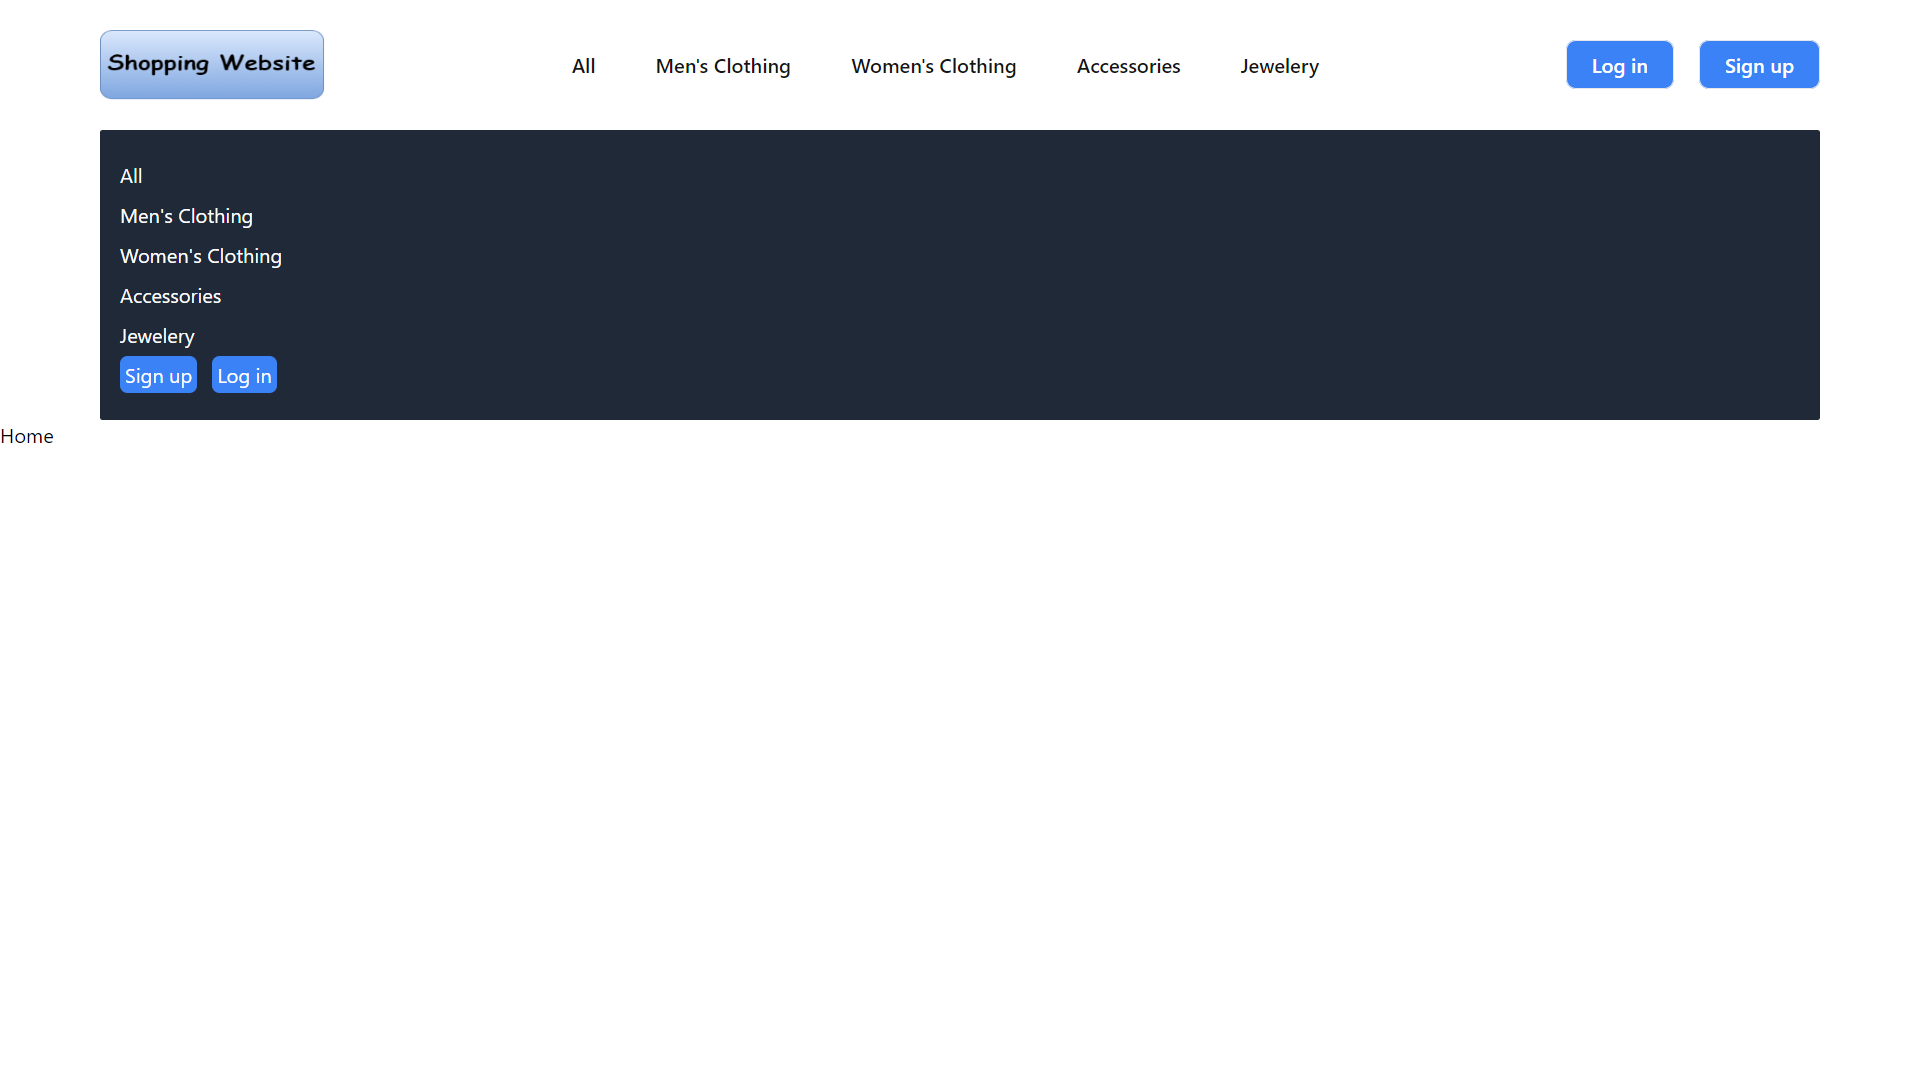 Shopping Website All Men's Clothing Women's Clothing Accessories Jewelery Log in Sign up
All
Men's Clothing
Women's Clothing
Accessories
Jewelery
Sign up Log in
Home